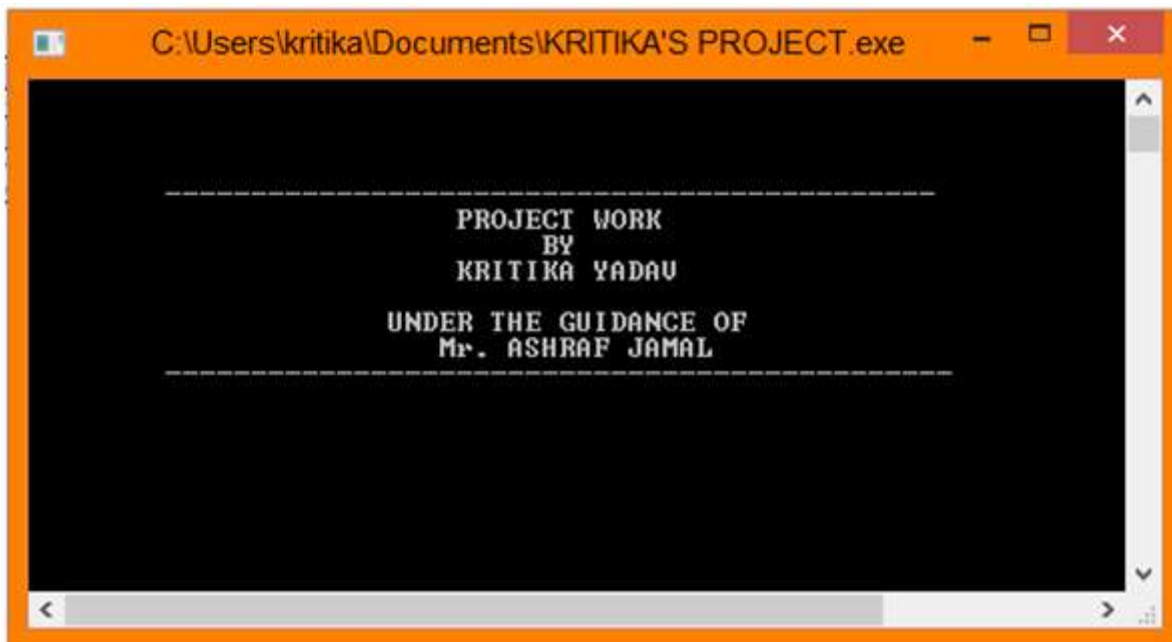 C:\Users\kritika\Documents\KRITIKA'S PROJECT.exe
PROJECT WORK
BY
KRITIKA YADAV
UNDER THE GUIDANCE OF
Mr. ASHRAF JAMAL